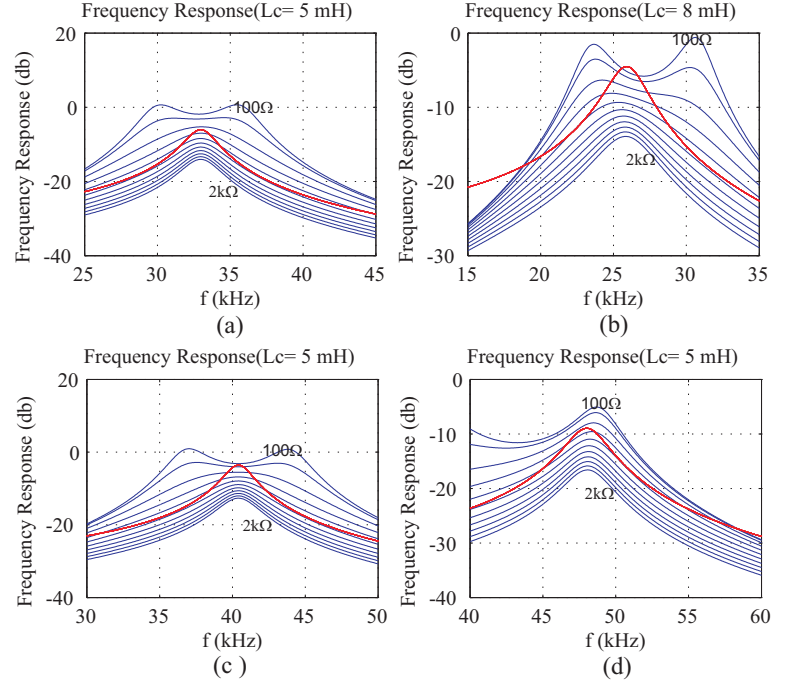 Frequency Response(Lc= 5 mH)
Frequency Response (db)
20
0
-20
-40
100Ω
2kΩ
25 30 35 40 45
f (kHz)
(a)
Frequency Response(Lc= 8 mH)
Frequency Response (db)
0
-10
-20
-30
100Ω
2kΩ
15 20 25 30 35
f (kHz)
(b)
Frequency Response(Lc= 5 mH)
Frequency Response (db)
20
0
-20
-40
100Ω
2kΩ
30 35 40 45 50
f (kHz)
(c )
Frequency Response(Lc= 5 mH)
Frequency Response (db)
0
-10
-20
-30
-40
100Ω
2kΩ
40 45 50 55 60
f (kHz)
(d)